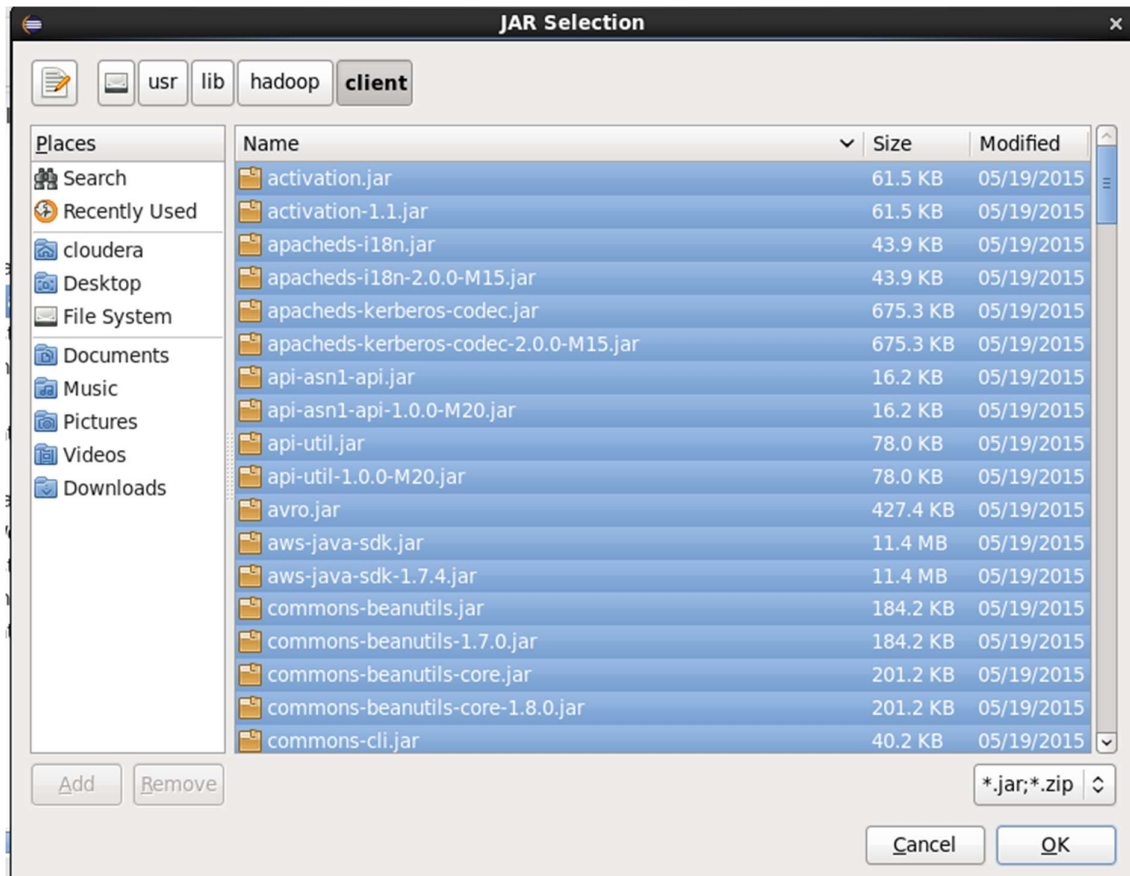 JAR Selection
usr lib hadoop client
Places
Search
Recently Used
cloudera
Desktop
File System
Documents
Music
Pictures
Videos
Downloads
Name Size Modified
activation.jar 61.5 KB 05/19/2015
activation-1.1.jar 61.5 KB 05/19/2015
apacheds-i18n.jar 43.9 KB 05/19/2015
apacheds-i18n-2.0.0-M15.jar 43.9 KB 05/19/2015
apacheds-kerberos-codec.jar 675.3 KB 05/19/2015
apacheds-kerberos-codec-2.0.0-M15.jar 675.3 KB 05/19/2015
api-asn1-api.jar 16.2 KB 05/19/2015
api-asn1-api-1.0.0-M20.jar 16.2 KB 05/19/2015
api-util.jar 78.0 KB 05/19/2015
api-util-1.0.0-M20.jar 78.0 KB 05/19/2015
avro.jar 427.4 KB 05/19/2015
aws-java-sdk.jar 11.4 MB 05/19/2015
aws-java-sdk-1.7.4.jar 11.4 MB 05/19/2015
commons-beanutils.jar 184.2 KB 05/19/2015
commons-beanutils-1.7.0.jar 184.2 KB 05/19/2015
commons-beanutils-core.jar 201.2 KB 05/19/2015
commons-beanutils-core-1.8.0.jar 201.2 KB 05/19/2015
commons-cli.jar 40.2 KB 05/19/2015
Add Remove
*.jar;*.zip
Cancel OK